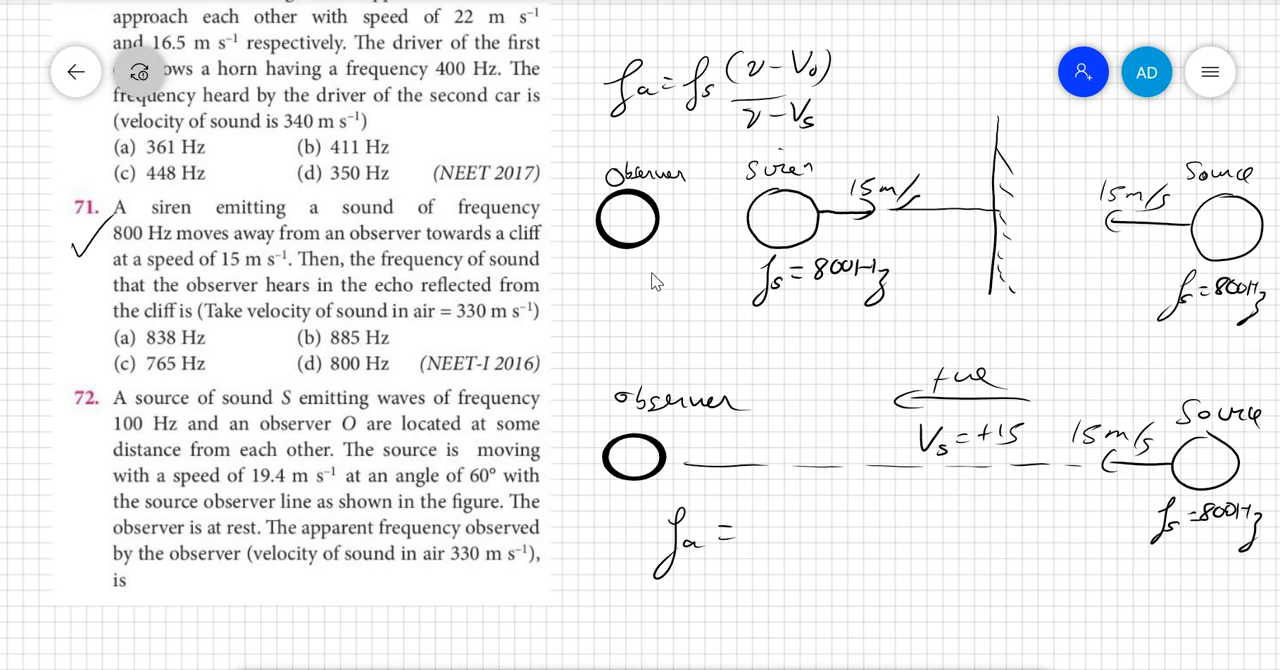 approach each other with speed of 22 m s⁻¹
and 16.5 m s⁻¹ respectively. The driver of the first
ows a horn having a frequency 400 Hz. The
frequency heard by the driver of the second car is
(velocity of sound is 340 m s⁻¹)
(a) 361 Hz (b) 411 Hz
(c) 448 Hz (d) 350 Hz (NEET 2017)
71. A siren emitting a sound of frequency
800 Hz moves away from an observer towards a cliff
at a speed of 15 m s⁻¹. Then, the frequency of sound
that the observer hears in the echo reflected from
the cliff is (Take velocity of sound in air = 330 m s⁻¹)
(a) 838 Hz (b) 885 Hz
(c) 765 Hz (d) 800 Hz (NEET-I 2016)
72. A source of sound S emitting waves of frequency
100 Hz and an observer O are located at some
distance from each other. The source is moving
with a speed of 19.4 m s⁻¹ at an angle of 60° with
the source observer line as shown in the figure. The
observer is at rest. The apparent frequency observed
by the observer (velocity of sound in air 330 m s⁻¹),
is
AD
fa = fs (v - Vo)
v - Vs
Observer Siren Source
15 m/s 15 m/s
fs = 800Hz fs = 800Hz
observer +ve Source
Vs = +15 15 m/s
fa = fs = 800Hz